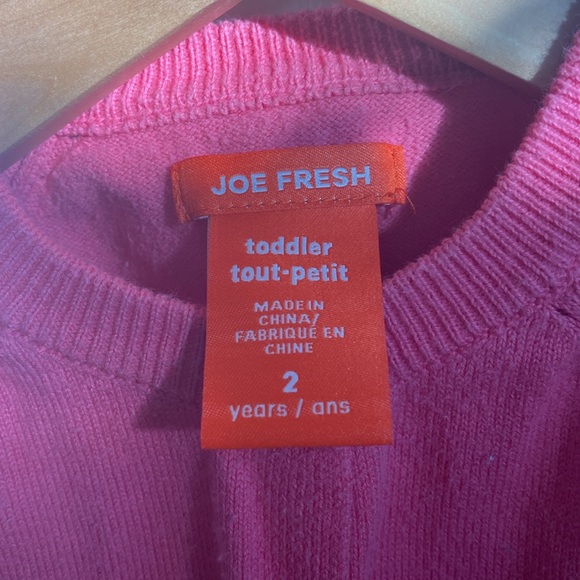 JOE FRESH
toddler
tout-petit
MADE IN
CHINA/
FABRIQUÉ EN
CHINE
2
years / ans